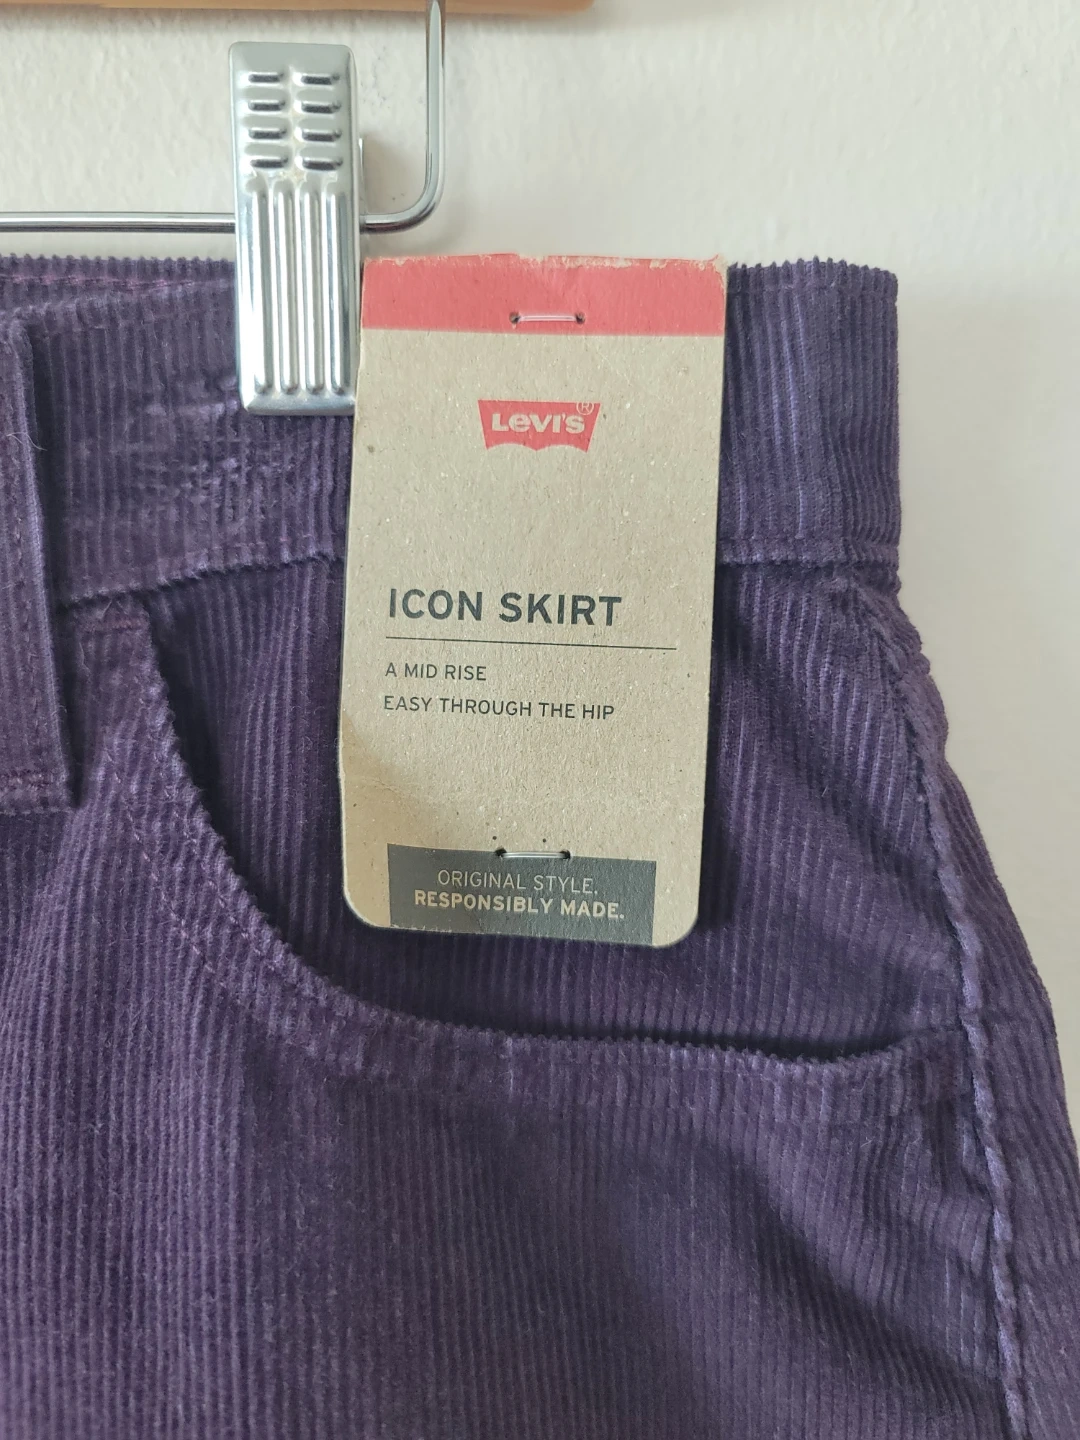 Levi's®
ICON SKIRT
A MID RISE
EASY THROUGH THE HIP
ORIGINAL STYLE.
RESPONSIBLY MADE.